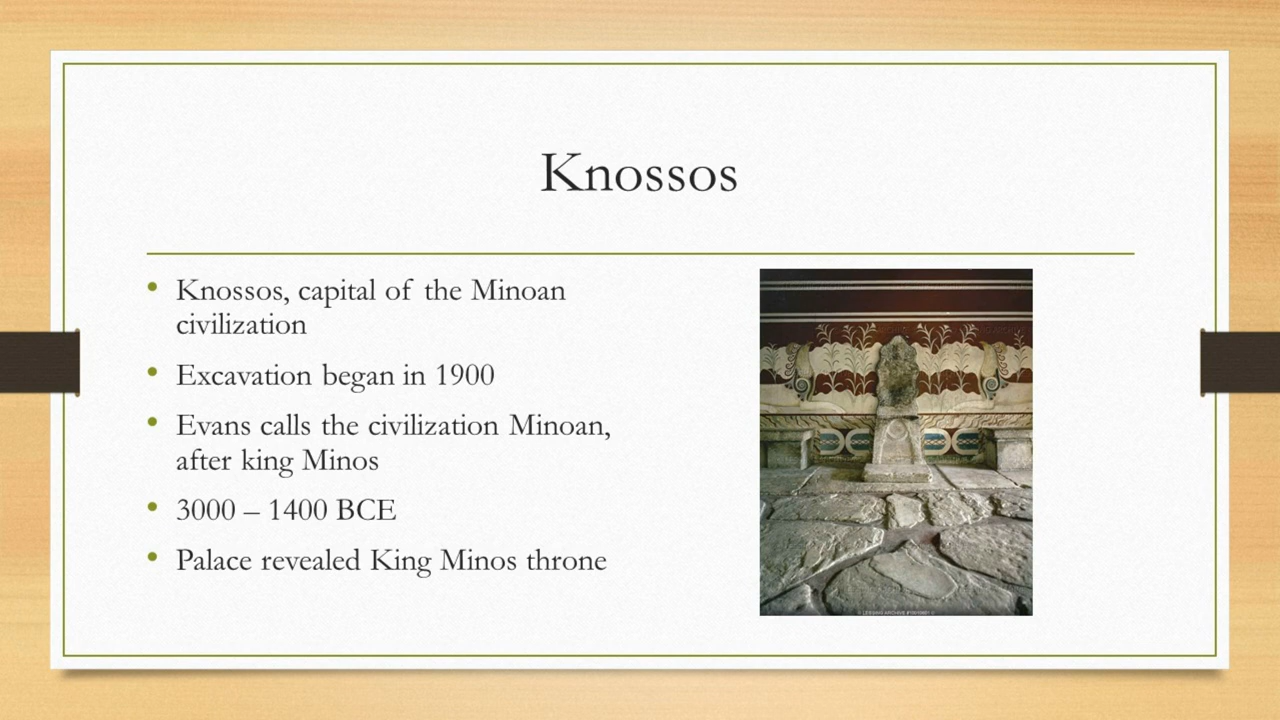 Knossos
• Knossos, capital of the Minoan
civilization
• Excavation began in 1900
• Evans calls the civilization Minoan,
after king Minos
• 3000 – 1400 BCE
• Palace revealed King Minos throne